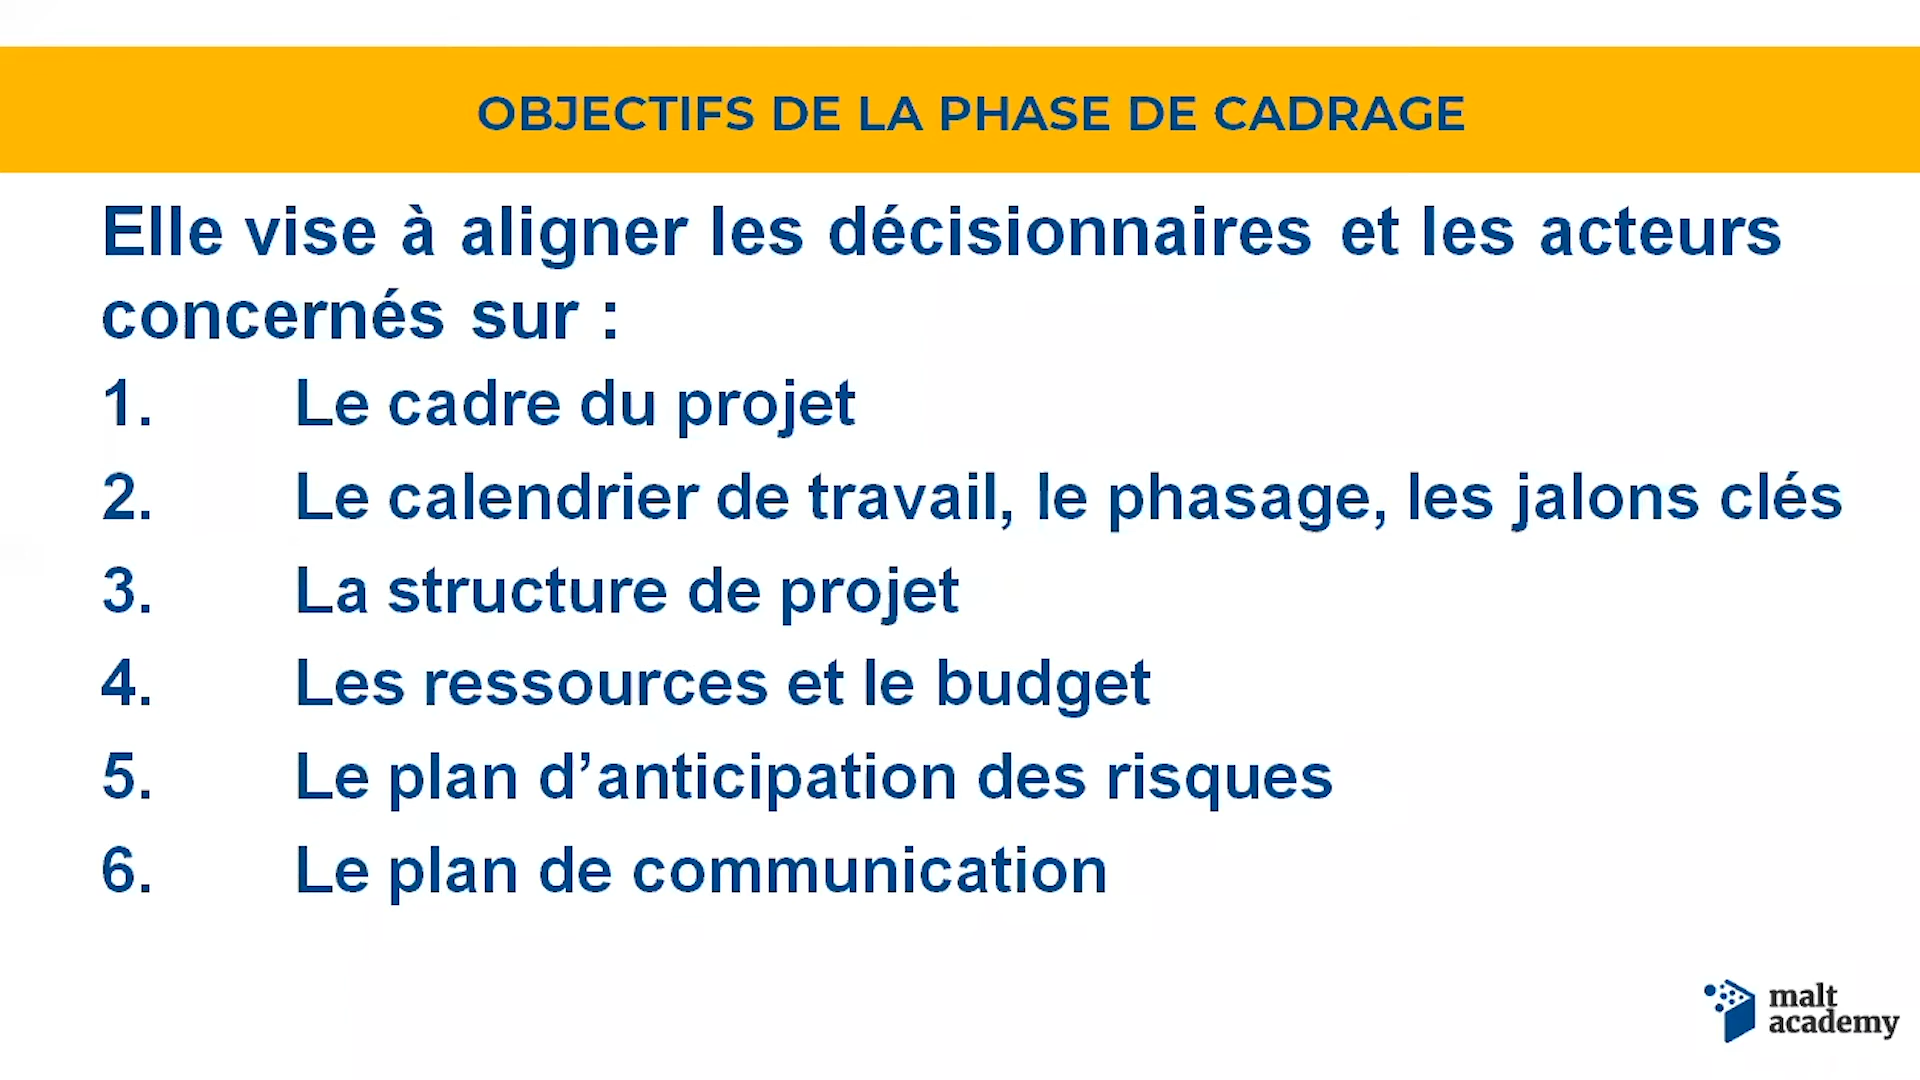 OBJECTIFS DE LA PHASE DE CADRAGE
Elle vise à aligner les décisionnaires et les acteurs
concernés sur :
1. Le cadre du projet
2. Le calendrier de travail, le phasage, les jalons clés
3. La structure de projet
4. Les ressources et le budget
5. Le plan d’anticipation des risques
6. Le plan de communication
malt
academy